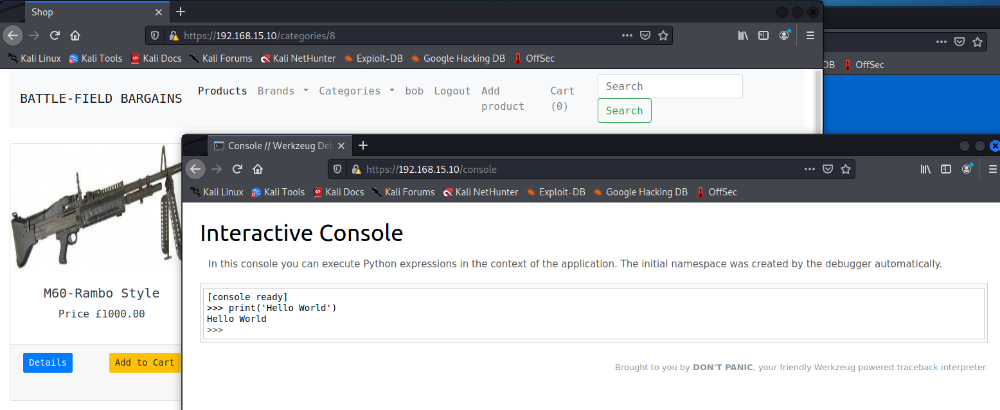 Shop
https://192.168.15.10/categories/8
Kali Linux Kali Tools Kali Docs Kali Forums Kali NetHunter Exploit-DB Google Hacking DB OffSec
DB OffSec
BATTLE-FIELD BARGAINS Products Brands Categories bob Logout Add product Cart (0) Search
Search
M60-Rambo Style
Price £1000.00
Details Add to Cart
Console // Werkzeug Deb
https://192.168.15.10/console
Kali Linux Kali Tools Kali Docs Kali Forums Kali NetHunter Exploit-DB Google Hacking DB OffSec
Interactive Console
In this console you can execute Python expressions in the context of the application. The initial namespace was created by the debugger automatically.
[console ready]
>>> print('Hello World')
Hello World
>>>
Brought to you by DON'T PANIC, your friendly Werkzeug powered traceback interpreter.